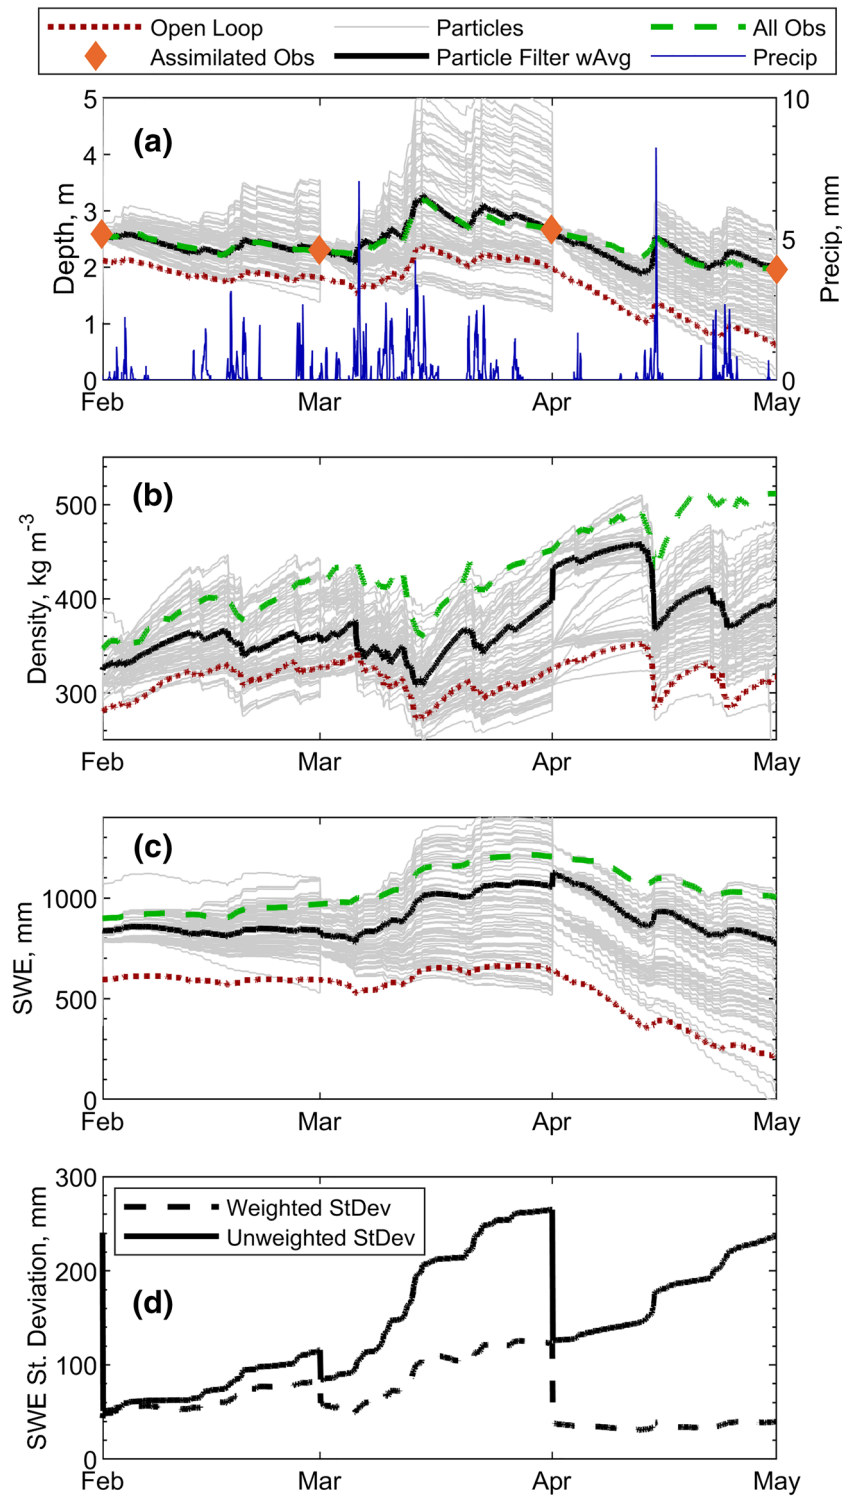 Open Loop Particles All Obs
Assimilated Obs Particle Filter wAvg Precip
(a)
5
4
3
2
1
0
Depth, m
10
5
0
Precip, mm
Feb Mar Apr May
(b)
500
400
300
Density, kg m-3
Feb Mar Apr May
(c)
1000
500
0
SWE, mm
Feb Mar Apr May
300
200
100
0
SWE St. Deviation, mm
Weighted StDev
Unweighted StDev
(d)
Feb Mar Apr May